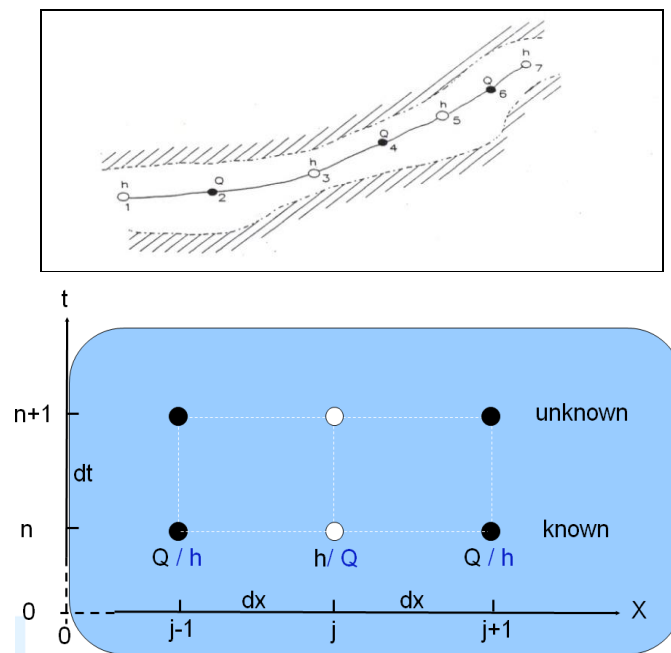 h
7
Q
6
h
5
Q
4
h
3
Q
2
h
1
t
n+1 unknown
dt
n known
Q / h h/ Q Q / h
dx dx
0 X
0 j-1 j j+1